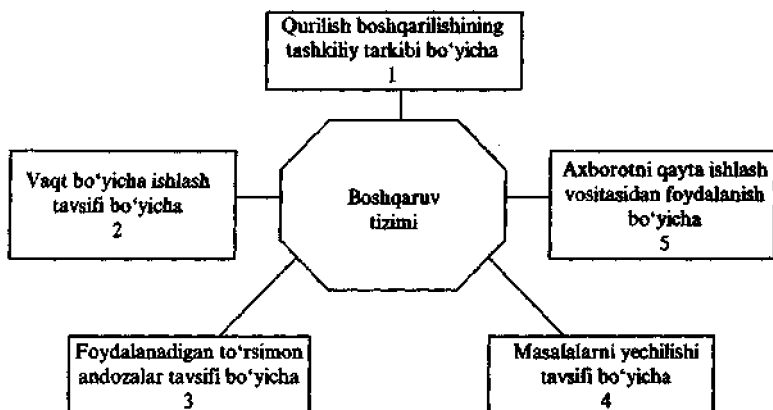 Qurilish boshqarilishining
tashkiliy tarkibi bo‘yicha
1
Vaqt bo‘yicha ishlash
tavsifi bo‘yicha
2
Boshqaruv
tizimi
Axborotni qayta ishlash
vositasidan foydalanish
bo‘yicha
5
Foydalanadigan to‘rsimon
andozalar tavsifi bo‘yicha
3
Masalalarni yechilishi
tavsifi bo‘yicha
4